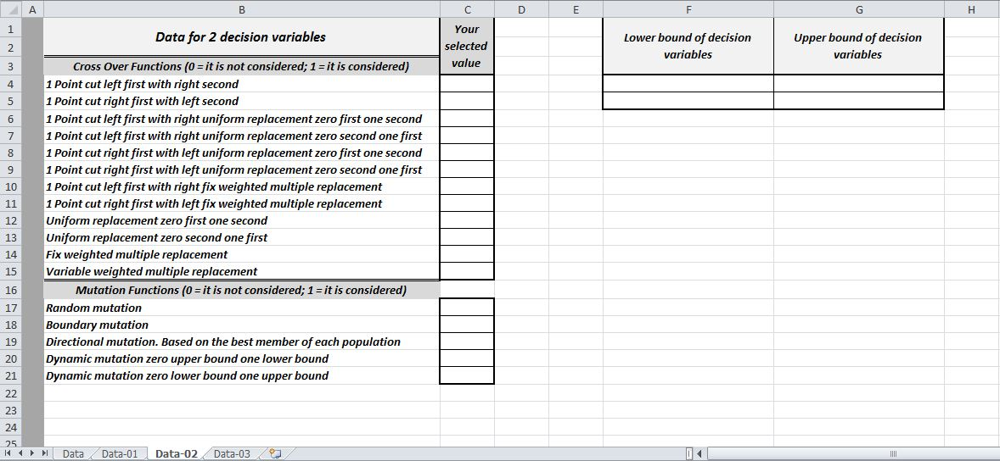 A B C D E F G H
1 Data for 2 decision variables Your selected value Lower bound of decision variables Upper bound of decision variables
2
3 Cross Over Functions (0 = it is not considered; 1 = it is considered)
4 1 Point cut left first with right second
5 1 Point cut right first with left second
6 1 Point cut left first with right uniform replacement zero first one second
7 1 Point cut left first with right uniform replacement zero second one first
8 1 Point cut right first with left uniform replacement zero first one second
9 1 Point cut right first with left uniform replacement zero second one first
10 1 Point cut left first with right fix weighted multiple replacement
11 1 Point cut right first with left fix weighted multiple replacement
12 Uniform replacement zero first one second
13 Uniform replacement zero second one first
14 Fix weighted multiple replacement
15 Variable weighted multiple replacement
16 Mutation Functions (0 = it is not considered; 1 = it is considered)
17 Random mutation
18 Boundary mutation
19 Directional mutation. Based on the best member of each population
20 Dynamic mutation zero upper bound one lower bound
21 Dynamic mutation zero lower bound one upper bound
22
23
24
25
Data Data-01 Data-02 Data-03